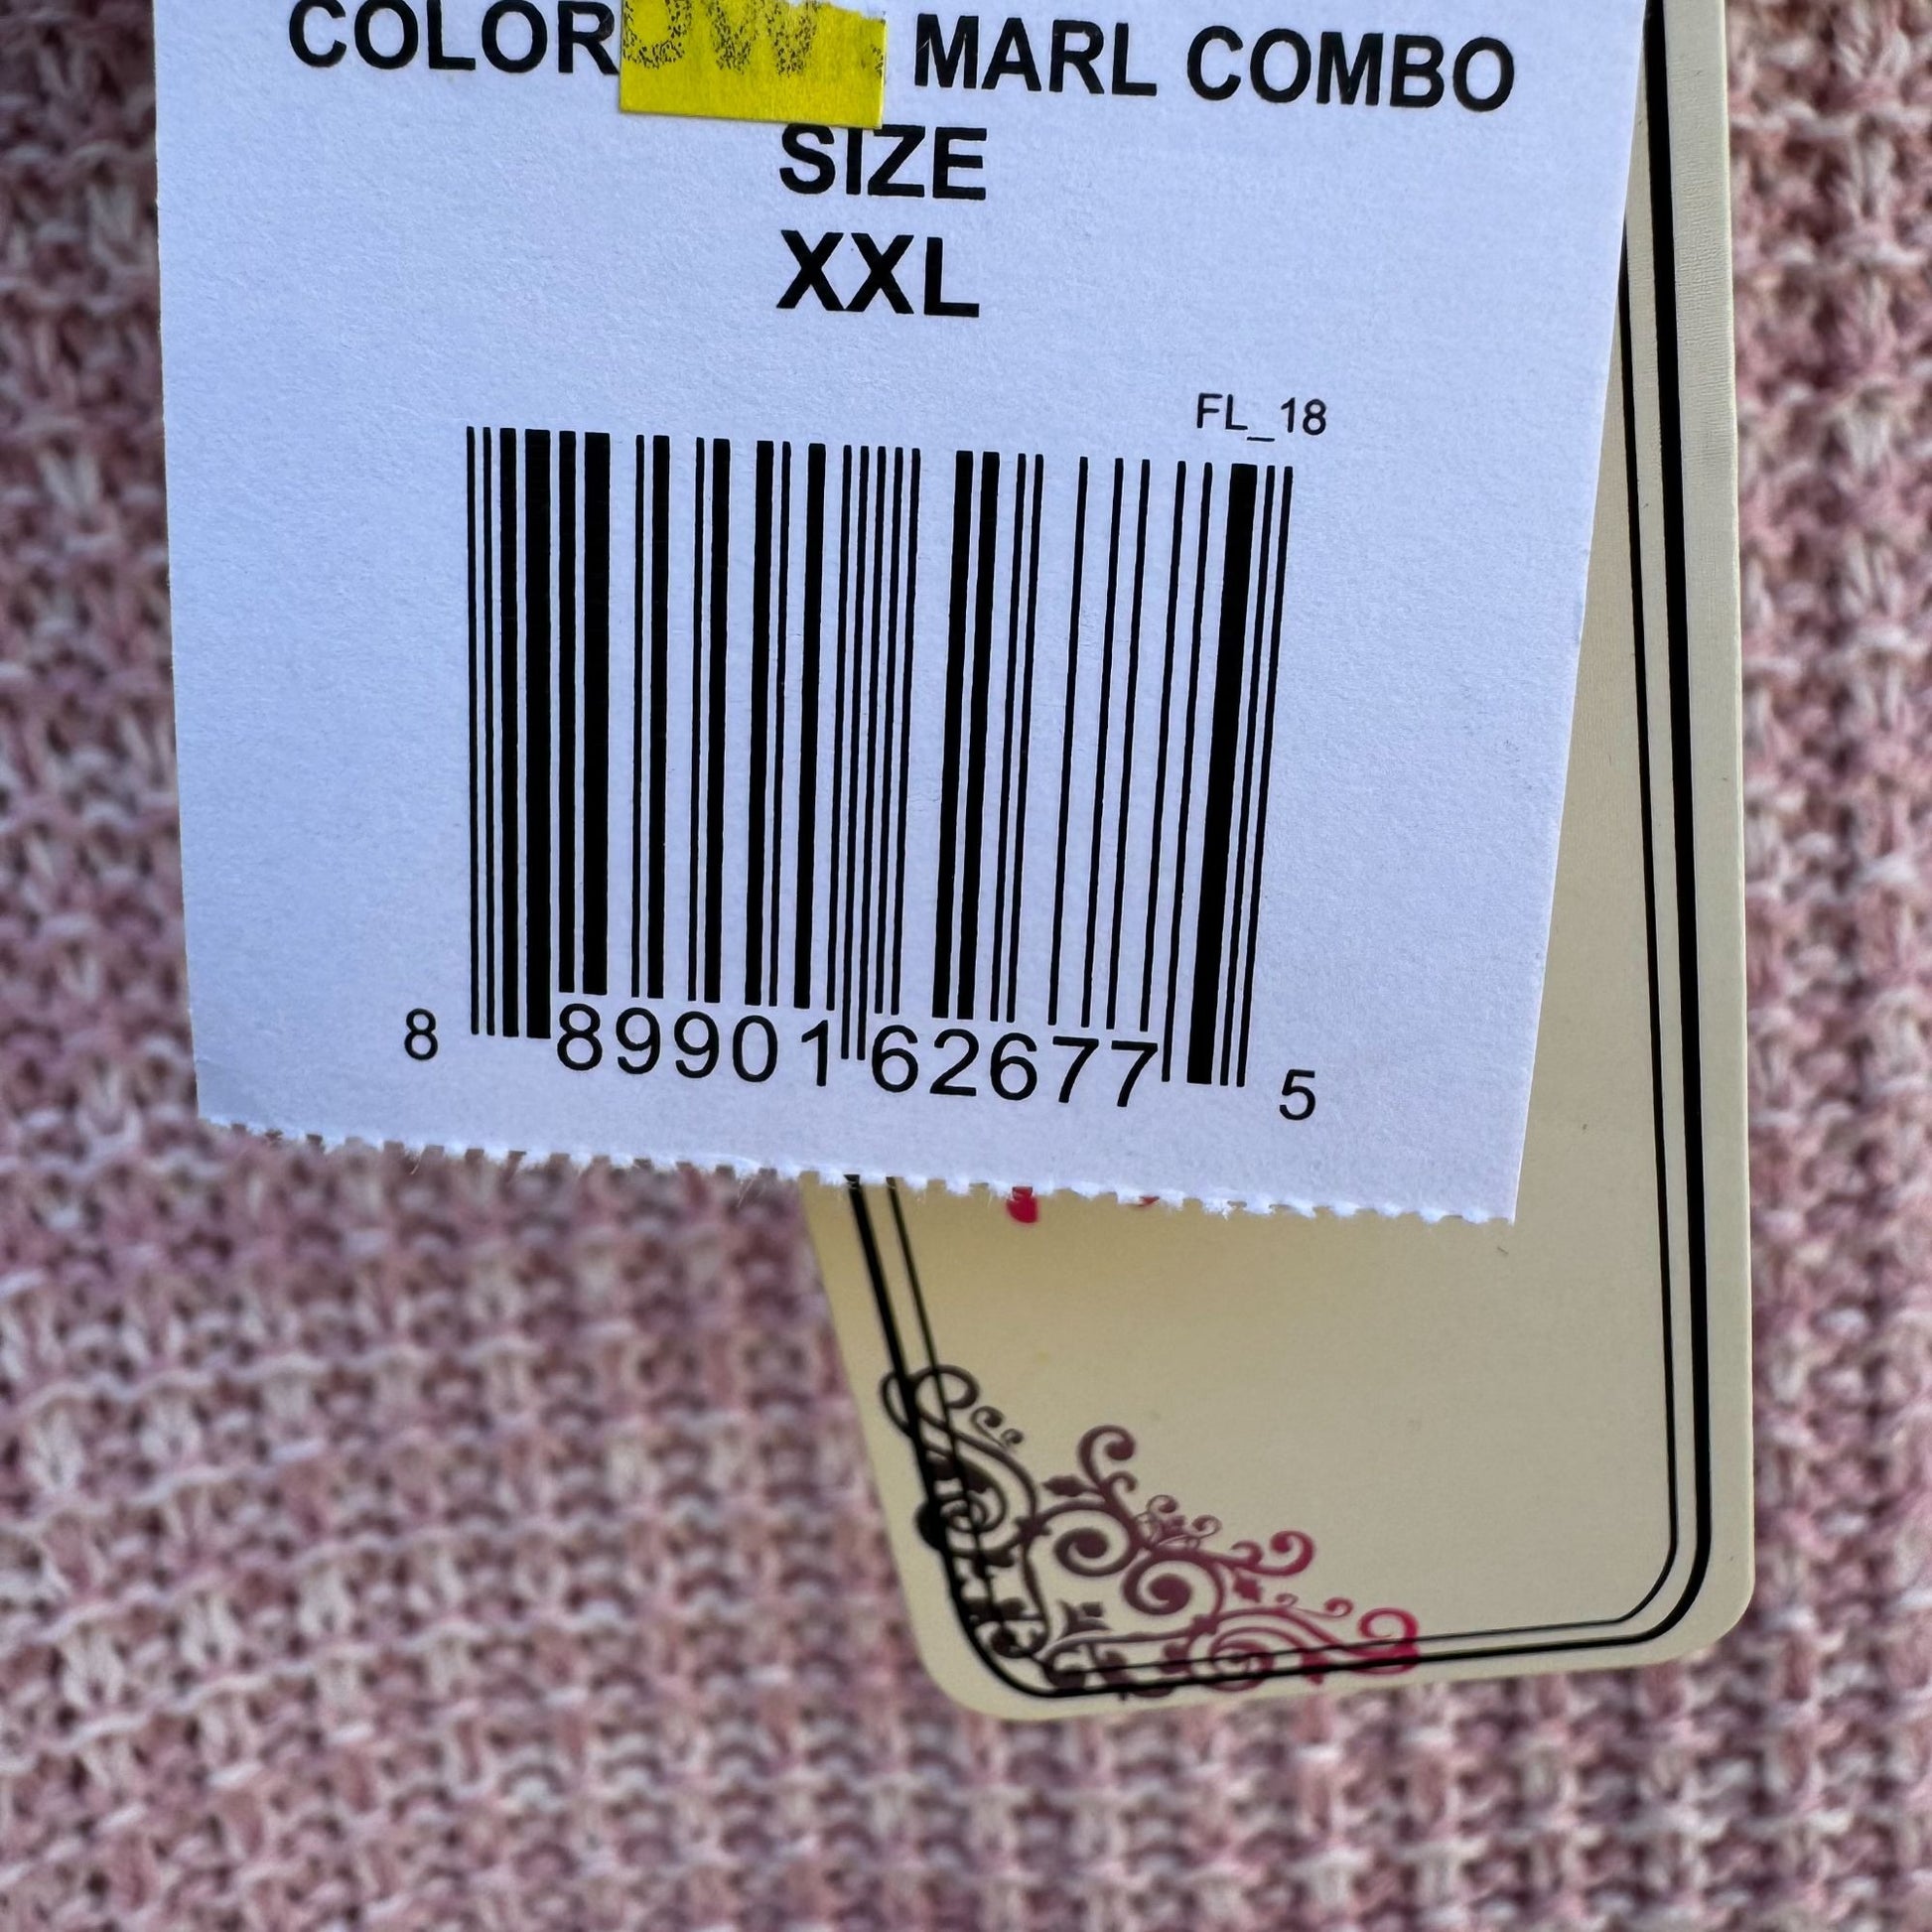 COLOR MARL COMBO
SIZE
XXL
FL_18
8 89901 62677 5